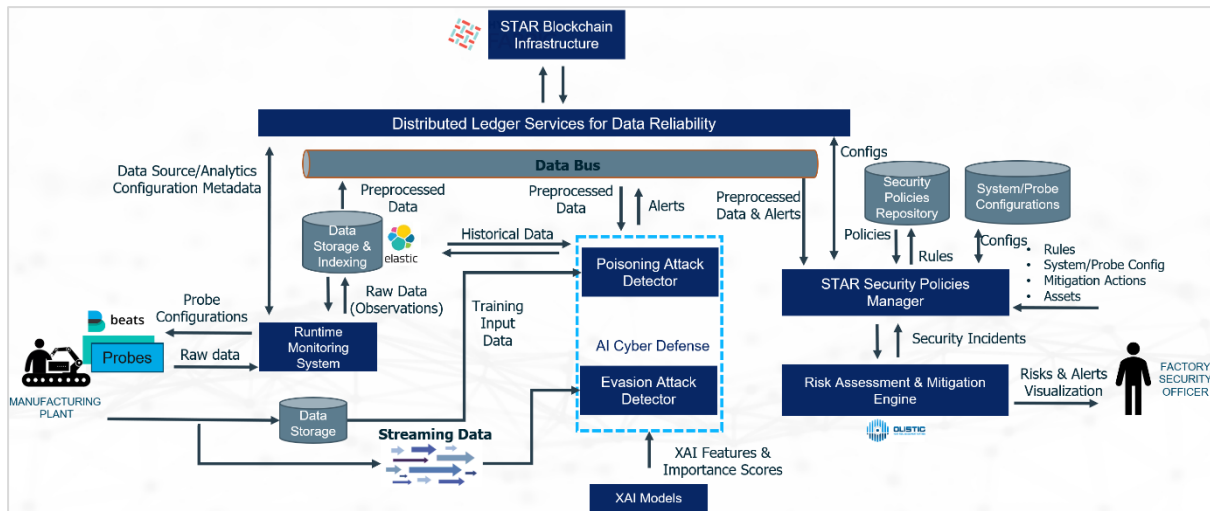 STAR Blockchain
Infrastructure
Distributed Ledger Services for Data Reliability
Data Bus
Data Source/Analytics
Configuration Metadata
Preprocessed
Data
Preprocessed
Data
Alerts
Preprocessed
Data & Alerts
Configs
Security
Policies
Repository
System/Probe
Configurations
Data
Storage &
Indexing
elastic
Historical Data
Policies
Rules
Configs
Rules
System/Probe Config
Mitigation Actions
Assets
Poisoning Attack
Detector
STAR Security Policies
Manager
Raw Data
(Observations)
Training
Input
Data
Probe
Configurations
beats
Probes
Raw data
Runtime
Monitoring
System
AI Cyber Defense
Security Incidents
Evasion Attack
Detector
Risk Assessment & Mitigation
Engine
Risks & Alerts
Visualization
FACTORY
SECURITY
OFFICER
MANUFACTURING
PLANT
Data
Storage
Streaming Data
OLISTIC
XAI Features &
Importance Scores
XAI Models